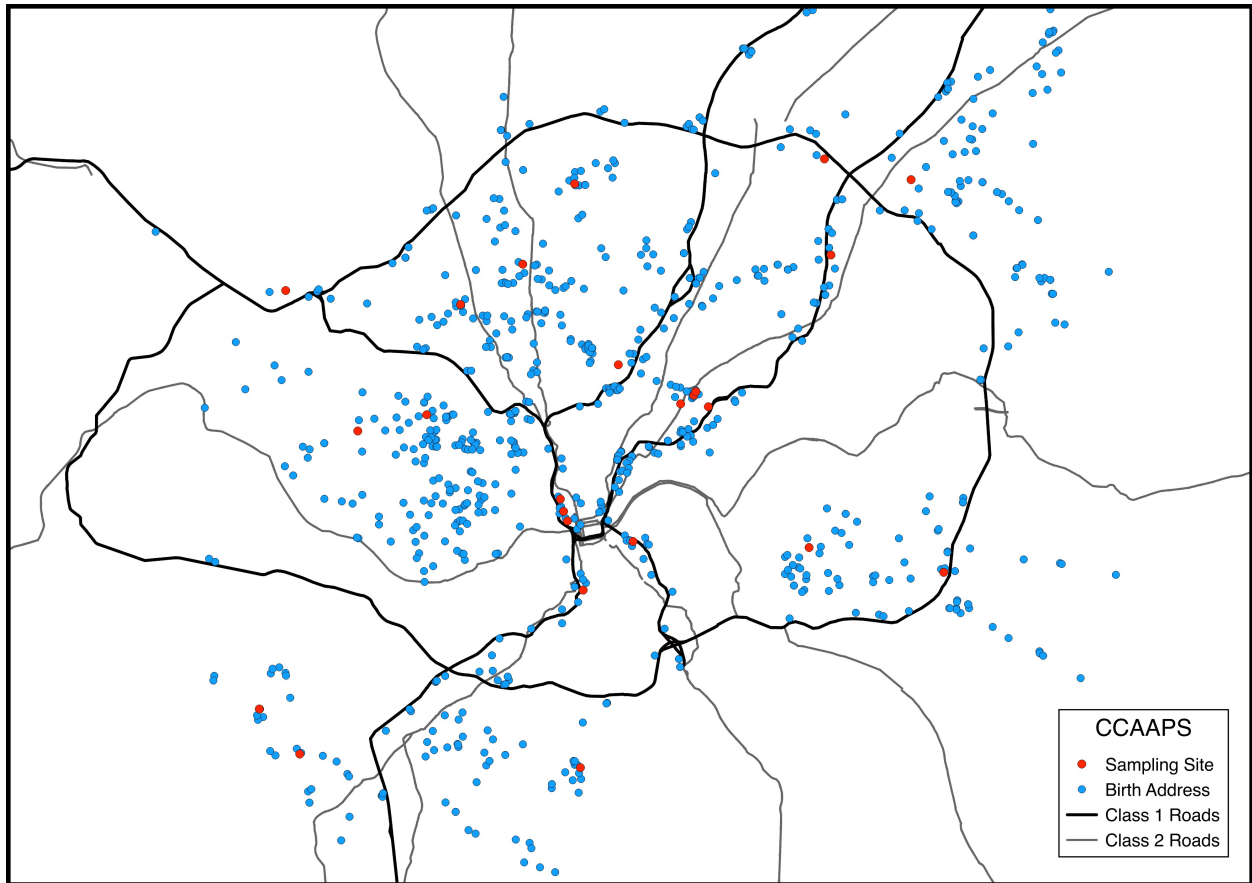 CCAAPS
Sampling Site
Birth Address
Class 1 Roads
Class 2 Roads